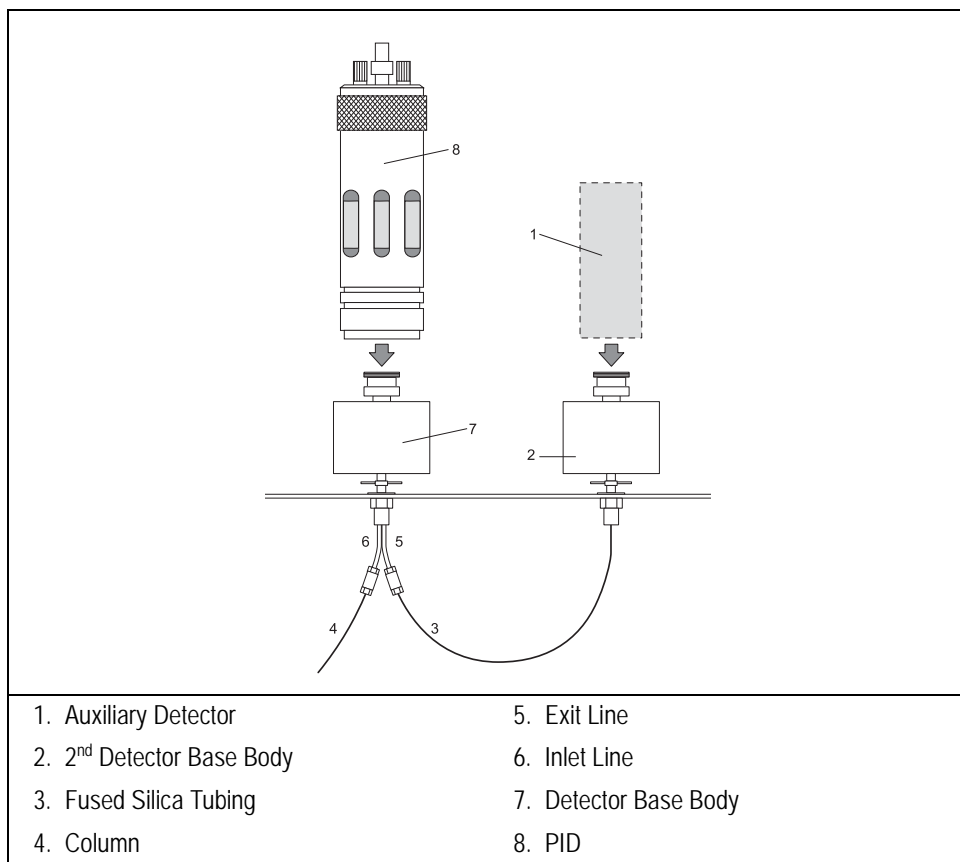 8
1
7
2
6 5
4 3
1. Auxiliary Detector
2. 2nd Detector Base Body
3. Fused Silica Tubing
4. Column
5. Exit Line
6. Inlet Line
7. Detector Base Body
8. PID